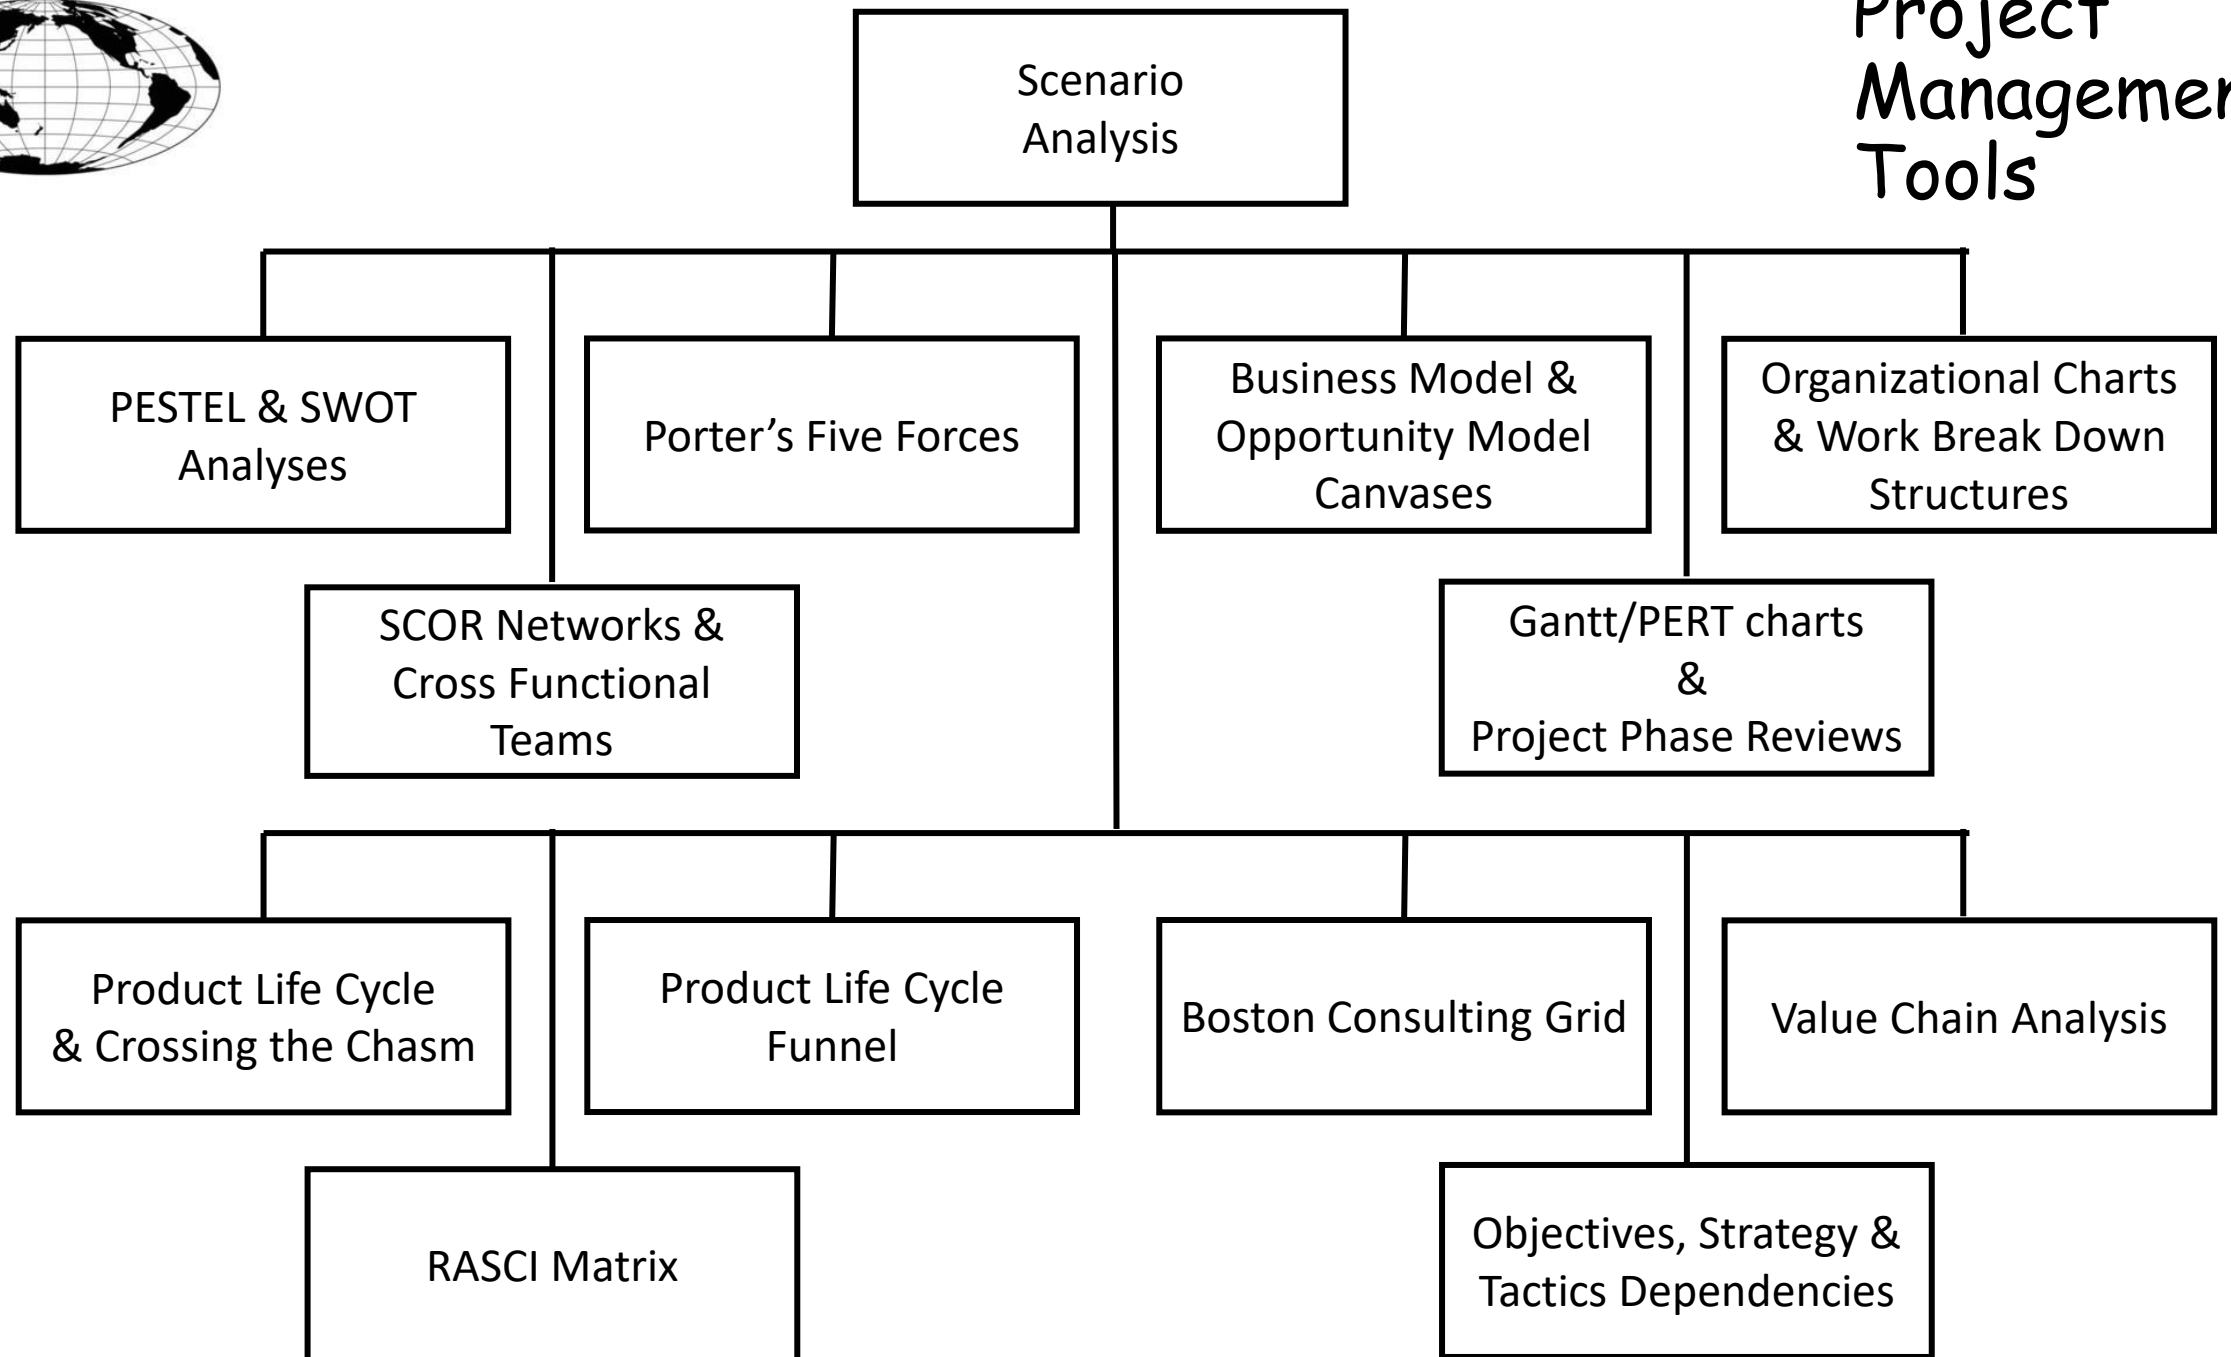 Project
Managemen
Tools
Scenario
Analysis
PESTEL & SWOT
Analyses
Porter’s Five Forces
Business Model &
Opportunity Model
Canvases
Organizational Charts
& Work Break Down
Structures
SCOR Networks &
Cross Functional
Teams
Gantt/PERT charts
&
Project Phase Reviews
Product Life Cycle
& Crossing the Chasm
Product Life Cycle
Funnel
Boston Consulting Grid
Value Chain Analysis
RASCI Matrix
Objectives, Strategy &
Tactics Dependencies